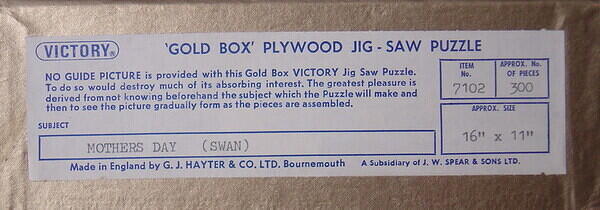 VICTORY®
'GOLD BOX' PLYWOOD JIG-SAW PUZZLE
NO GUIDE PICTURE is provided with this Gold Box VICTORY Jig Saw Puzzle.
To do so would destroy much of its absorbing interest. The greatest pleasure is
derived from not knowing beforehand the subject which the Puzzle will make and
then to see the picture gradually form as the pieces are assembled.
ITEM No.
7102
APPROX. No. OF PIECES
300
APPROX. SIZE
16" x 11"
SUBJECT
MOTHERS DAY (SWAN)
Made in England by G. J. HAYTER & CO. LTD. Bournemouth
A Subsidiary of J. W. SPEAR & SONS LTD.